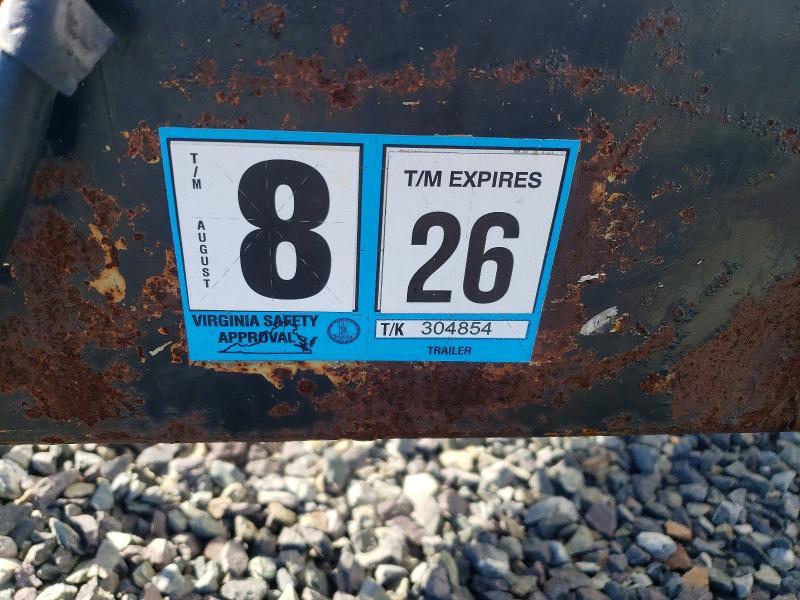 T/M
AUGUST
8
VIRGINIA SAFETY
APPROVAL
T/M EXPIRES
26
T/K 304854
TRAILER